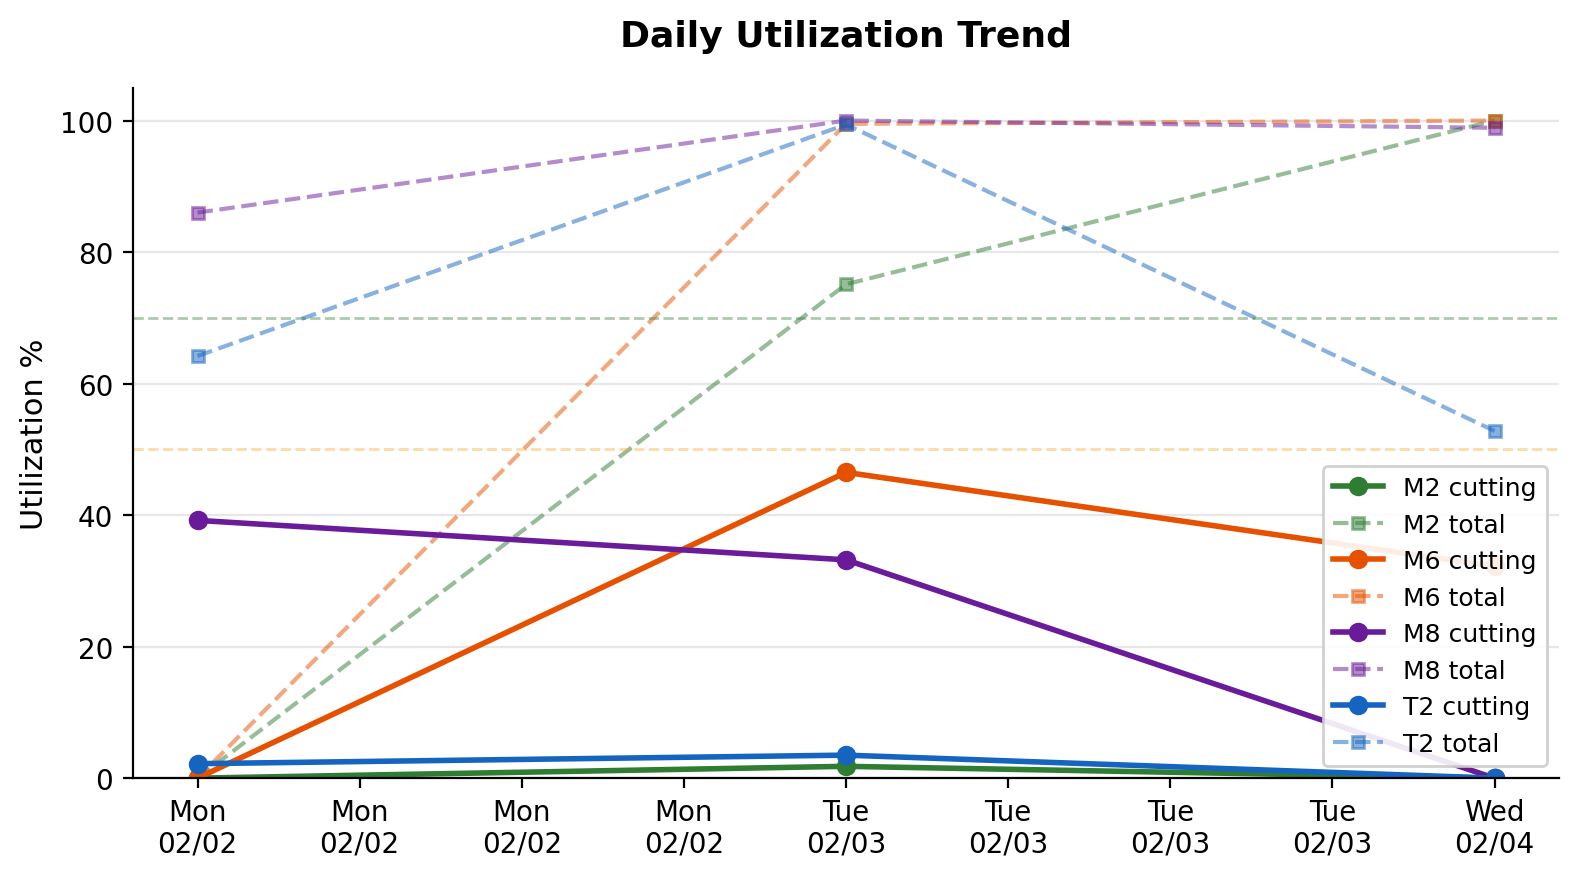 Daily Utilization Trend
Utilization %
100
80
60
40
20
0
M2 cutting
M2 total
M6 cutting
M6 total
M8 cutting
M8 total
T2 cutting
T2 total
Mon Mon Mon Mon Tue Tue Tue Tue Wed
02/02 02/02 02/02 02/02 02/03 02/03 02/03 02/03 02/04